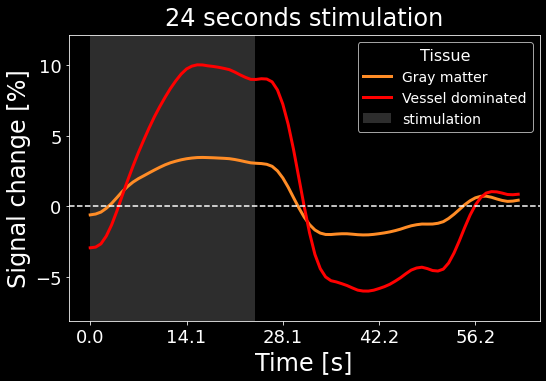 24 seconds stimulation
Signal change [%]
10
5
0
−5
Tissue
Gray matter
Vessel dominated
stimulation
0.0 14.1 28.1 42.2 56.2
Time [s]